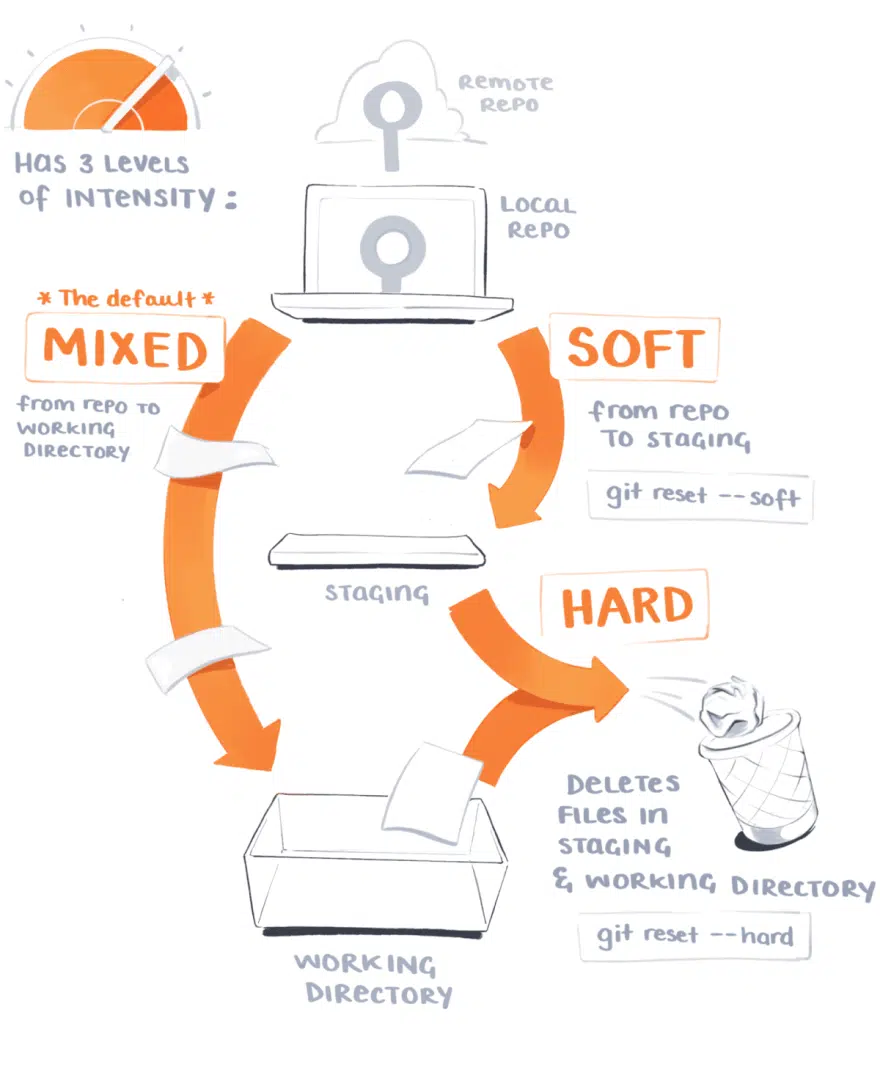 Has 3 Levels
of Intensity:
Remote
Repo
Local
Repo
* The default *
MIXED
from repo to
working
directory
SOFT
from repo
to staging
git reset --soft
Staging
HARD
Deletes
files in
staging
& working directory
git reset --hard
Working
Directory